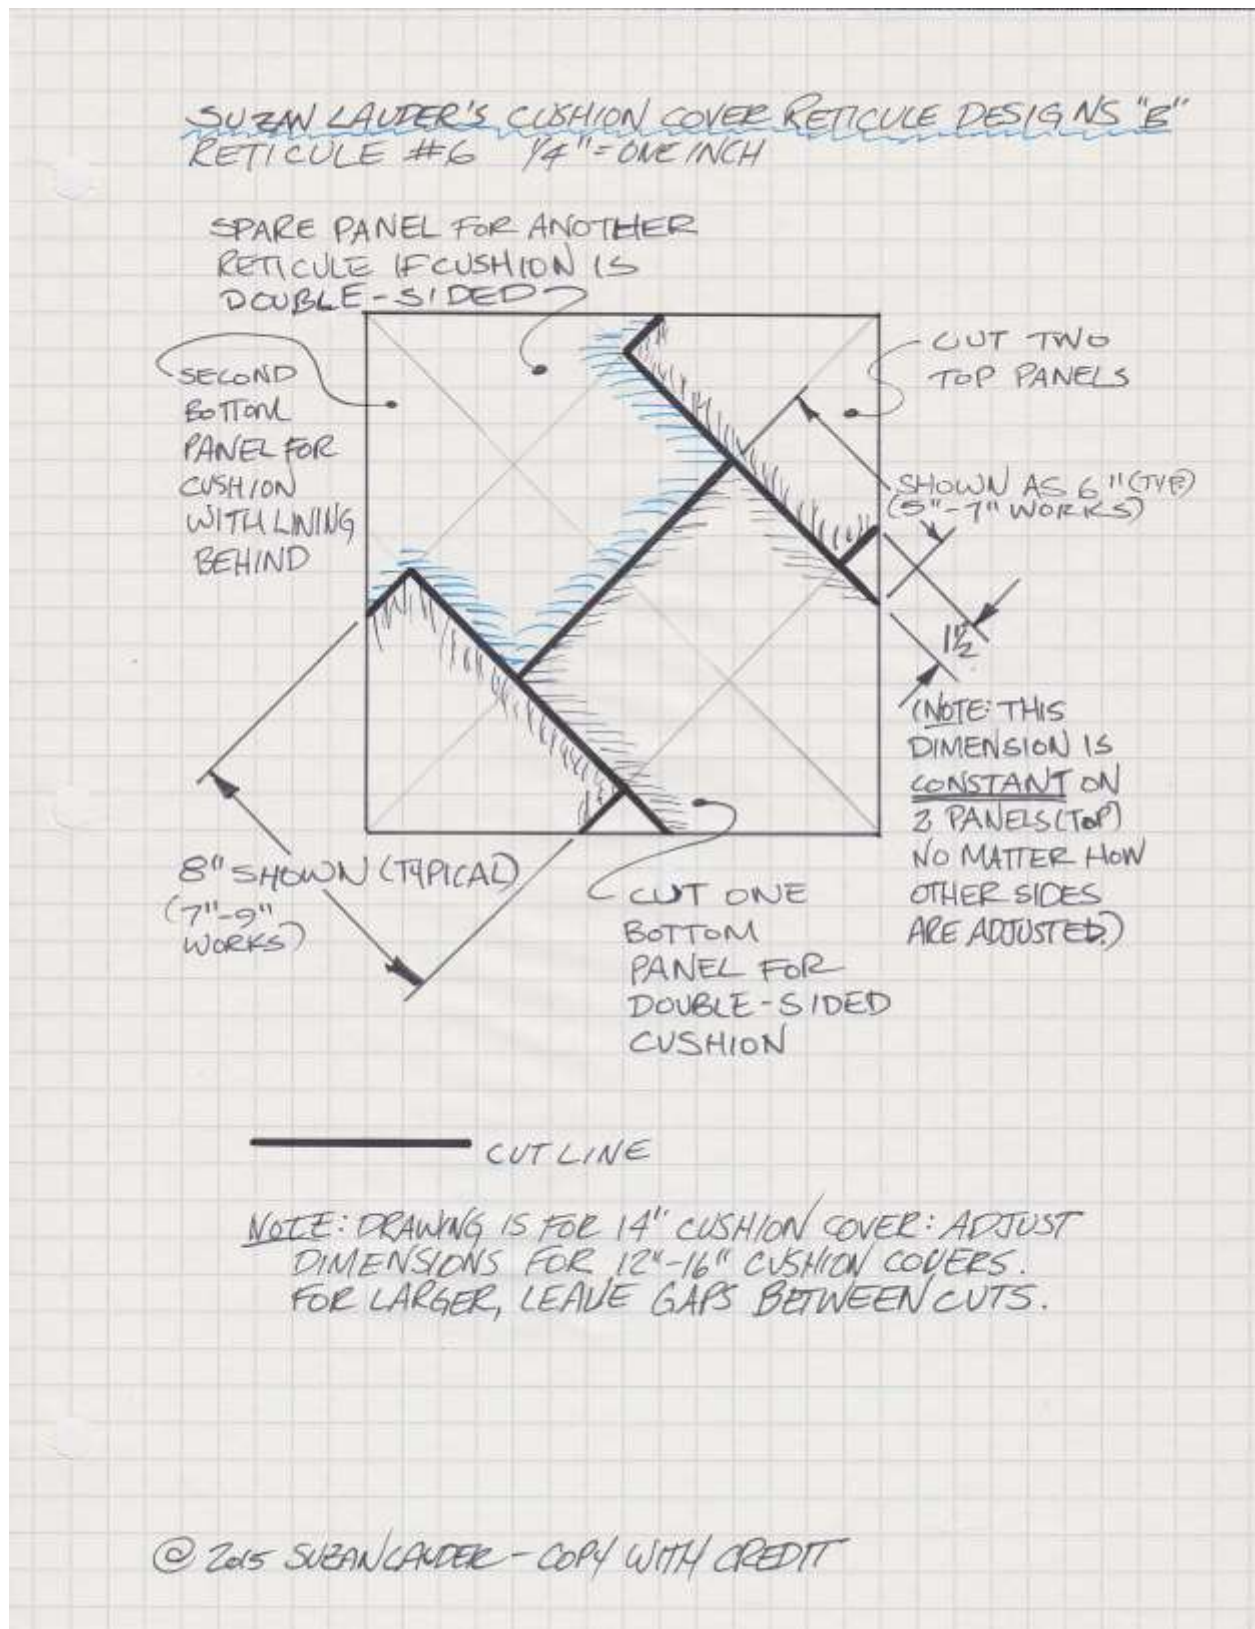 SUZAN LAUDER'S CUSHION COVER RETICULE DESIGNS "B"
RETICULE #6 1/4" = ONE INCH
SPARE PANEL FOR ANOTHER
RETICULE IF CUSHION IS
DOUBLE-SIDED
SECOND
BOTTOM
PANEL FOR
CUSHION
WITH LINING
BEHIND
CUT TWO
TOP PANELS
SHOWN AS 6" (TYP.)
(5"-7" WORKS)
1 1/2
(NOTE: THIS
DIMENSION IS
CONSTANT ON
2 PANELS (TOP)
NO MATTER HOW
OTHER SIDES
ARE ADJUSTED.)
8" SHOWN (TYPICAL)
(7"-9"
WORKS)
CUT ONE
BOTTOM
PANEL FOR
DOUBLE-SIDED
CUSHION
CUT LINE
NOTE: DRAWING IS FOR 14" CUSHION COVER: ADJUST
DIMENSIONS FOR 12"-16" CUSHION COVERS.
FOR LARGER, LEAVE GAPS BETWEEN CUTS.
© 2015 SUZAN LAUDER - COPY WITH CREDIT